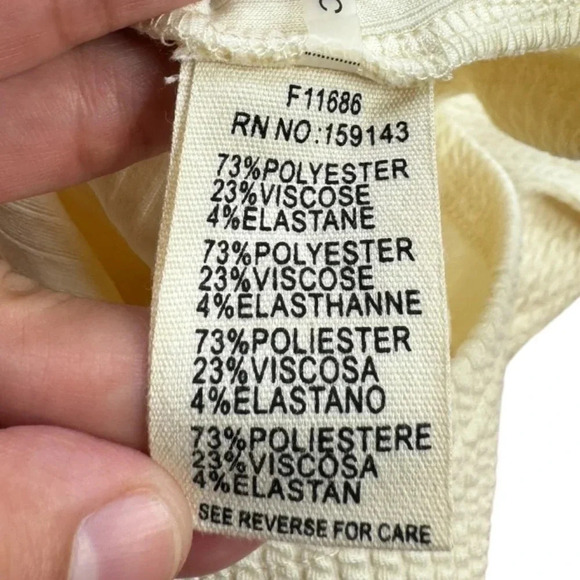 C
F11686
RN NO:159143
73%POLYESTER
23%VISCOSE
4%ELASTANE
73%POLYESTER
23%VISCOSE
4%ELASTHANNE
73%POLIESTER
23%VISCOSA
4%ELASTANO
73%POLIESTERE
23%VISCOSA
4%ELASTAN
SEE REVERSE FOR CARE